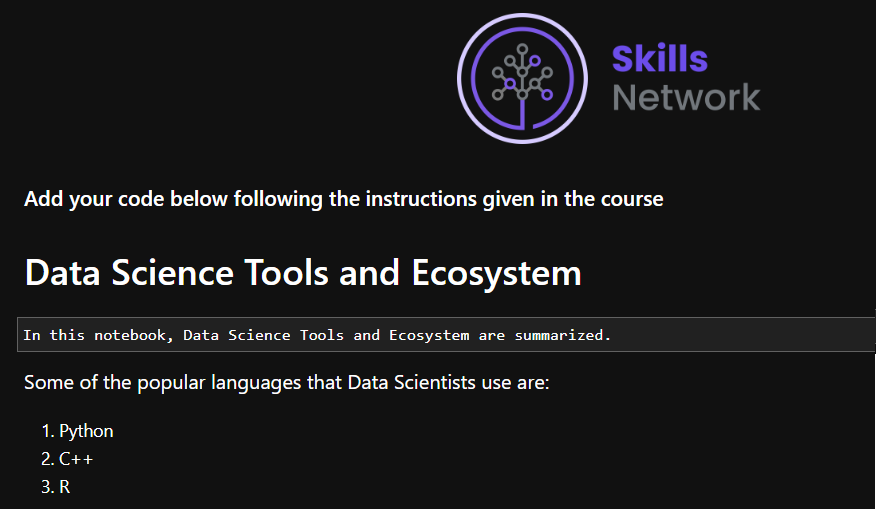 Skills
Network
Add your code below following the instructions given in the course
Data Science Tools and Ecosystem
In this notebook, Data Science Tools and Ecosystem are summarized.
Some of the popular languages that Data Scientists use are:
1. Python
2. C++
3. R